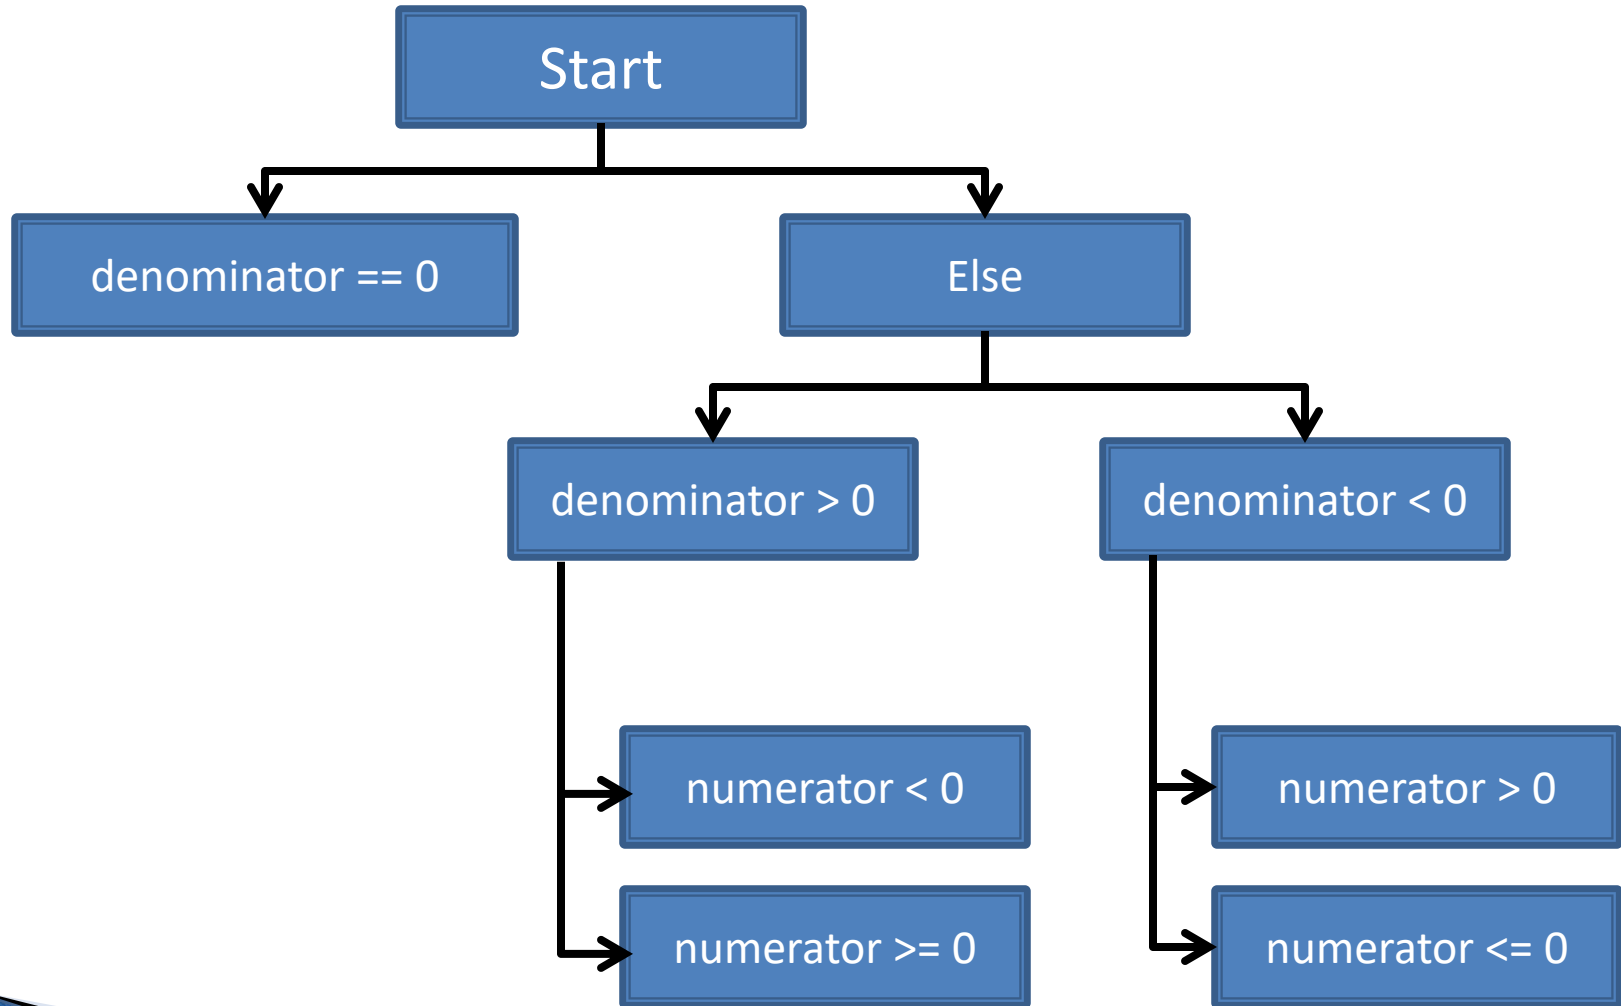 Start
denominator == 0
Else
denominator > 0
denominator < 0
numerator < 0
numerator > 0
numerator >= 0
numerator <= 0